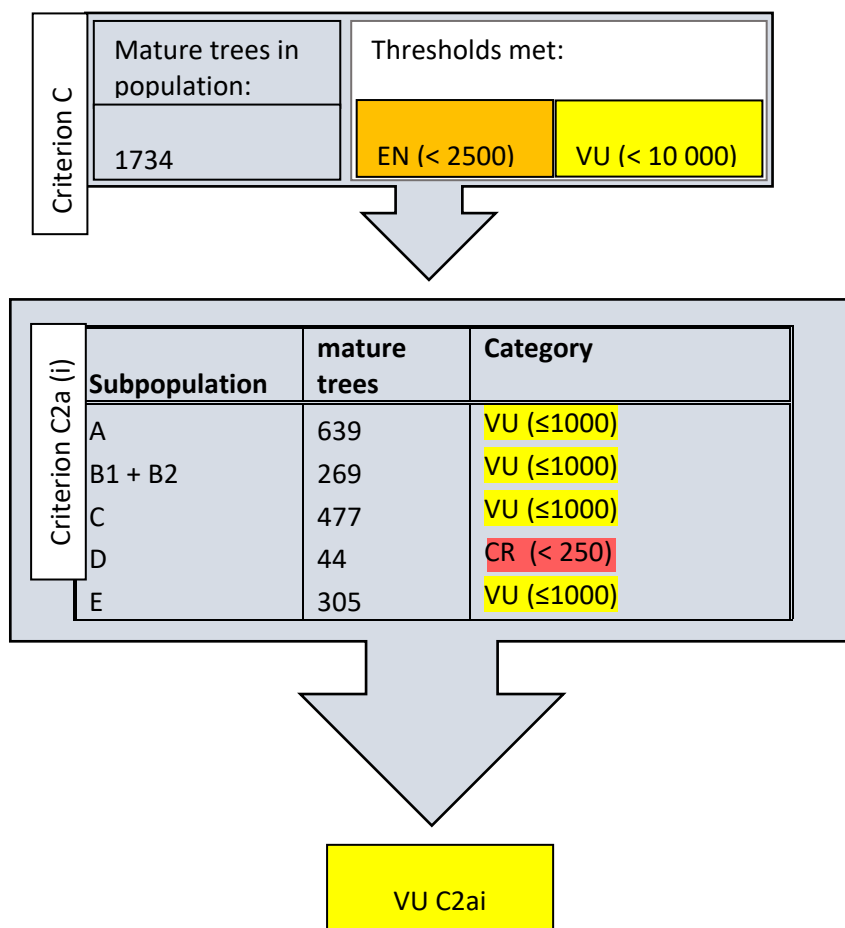 Criterion C
Mature trees in
population:
1734
Thresholds met:
EN (< 2500)
VU (< 10 000)
Criterion C2a (i)
Subpopulation
mature
trees
Category
A 639 VU (≤1000)
B1 + B2 269 VU (≤1000)
C 477 VU (≤1000)
D 44 CR (< 250)
E 305 VU (≤1000)
VU C2ai